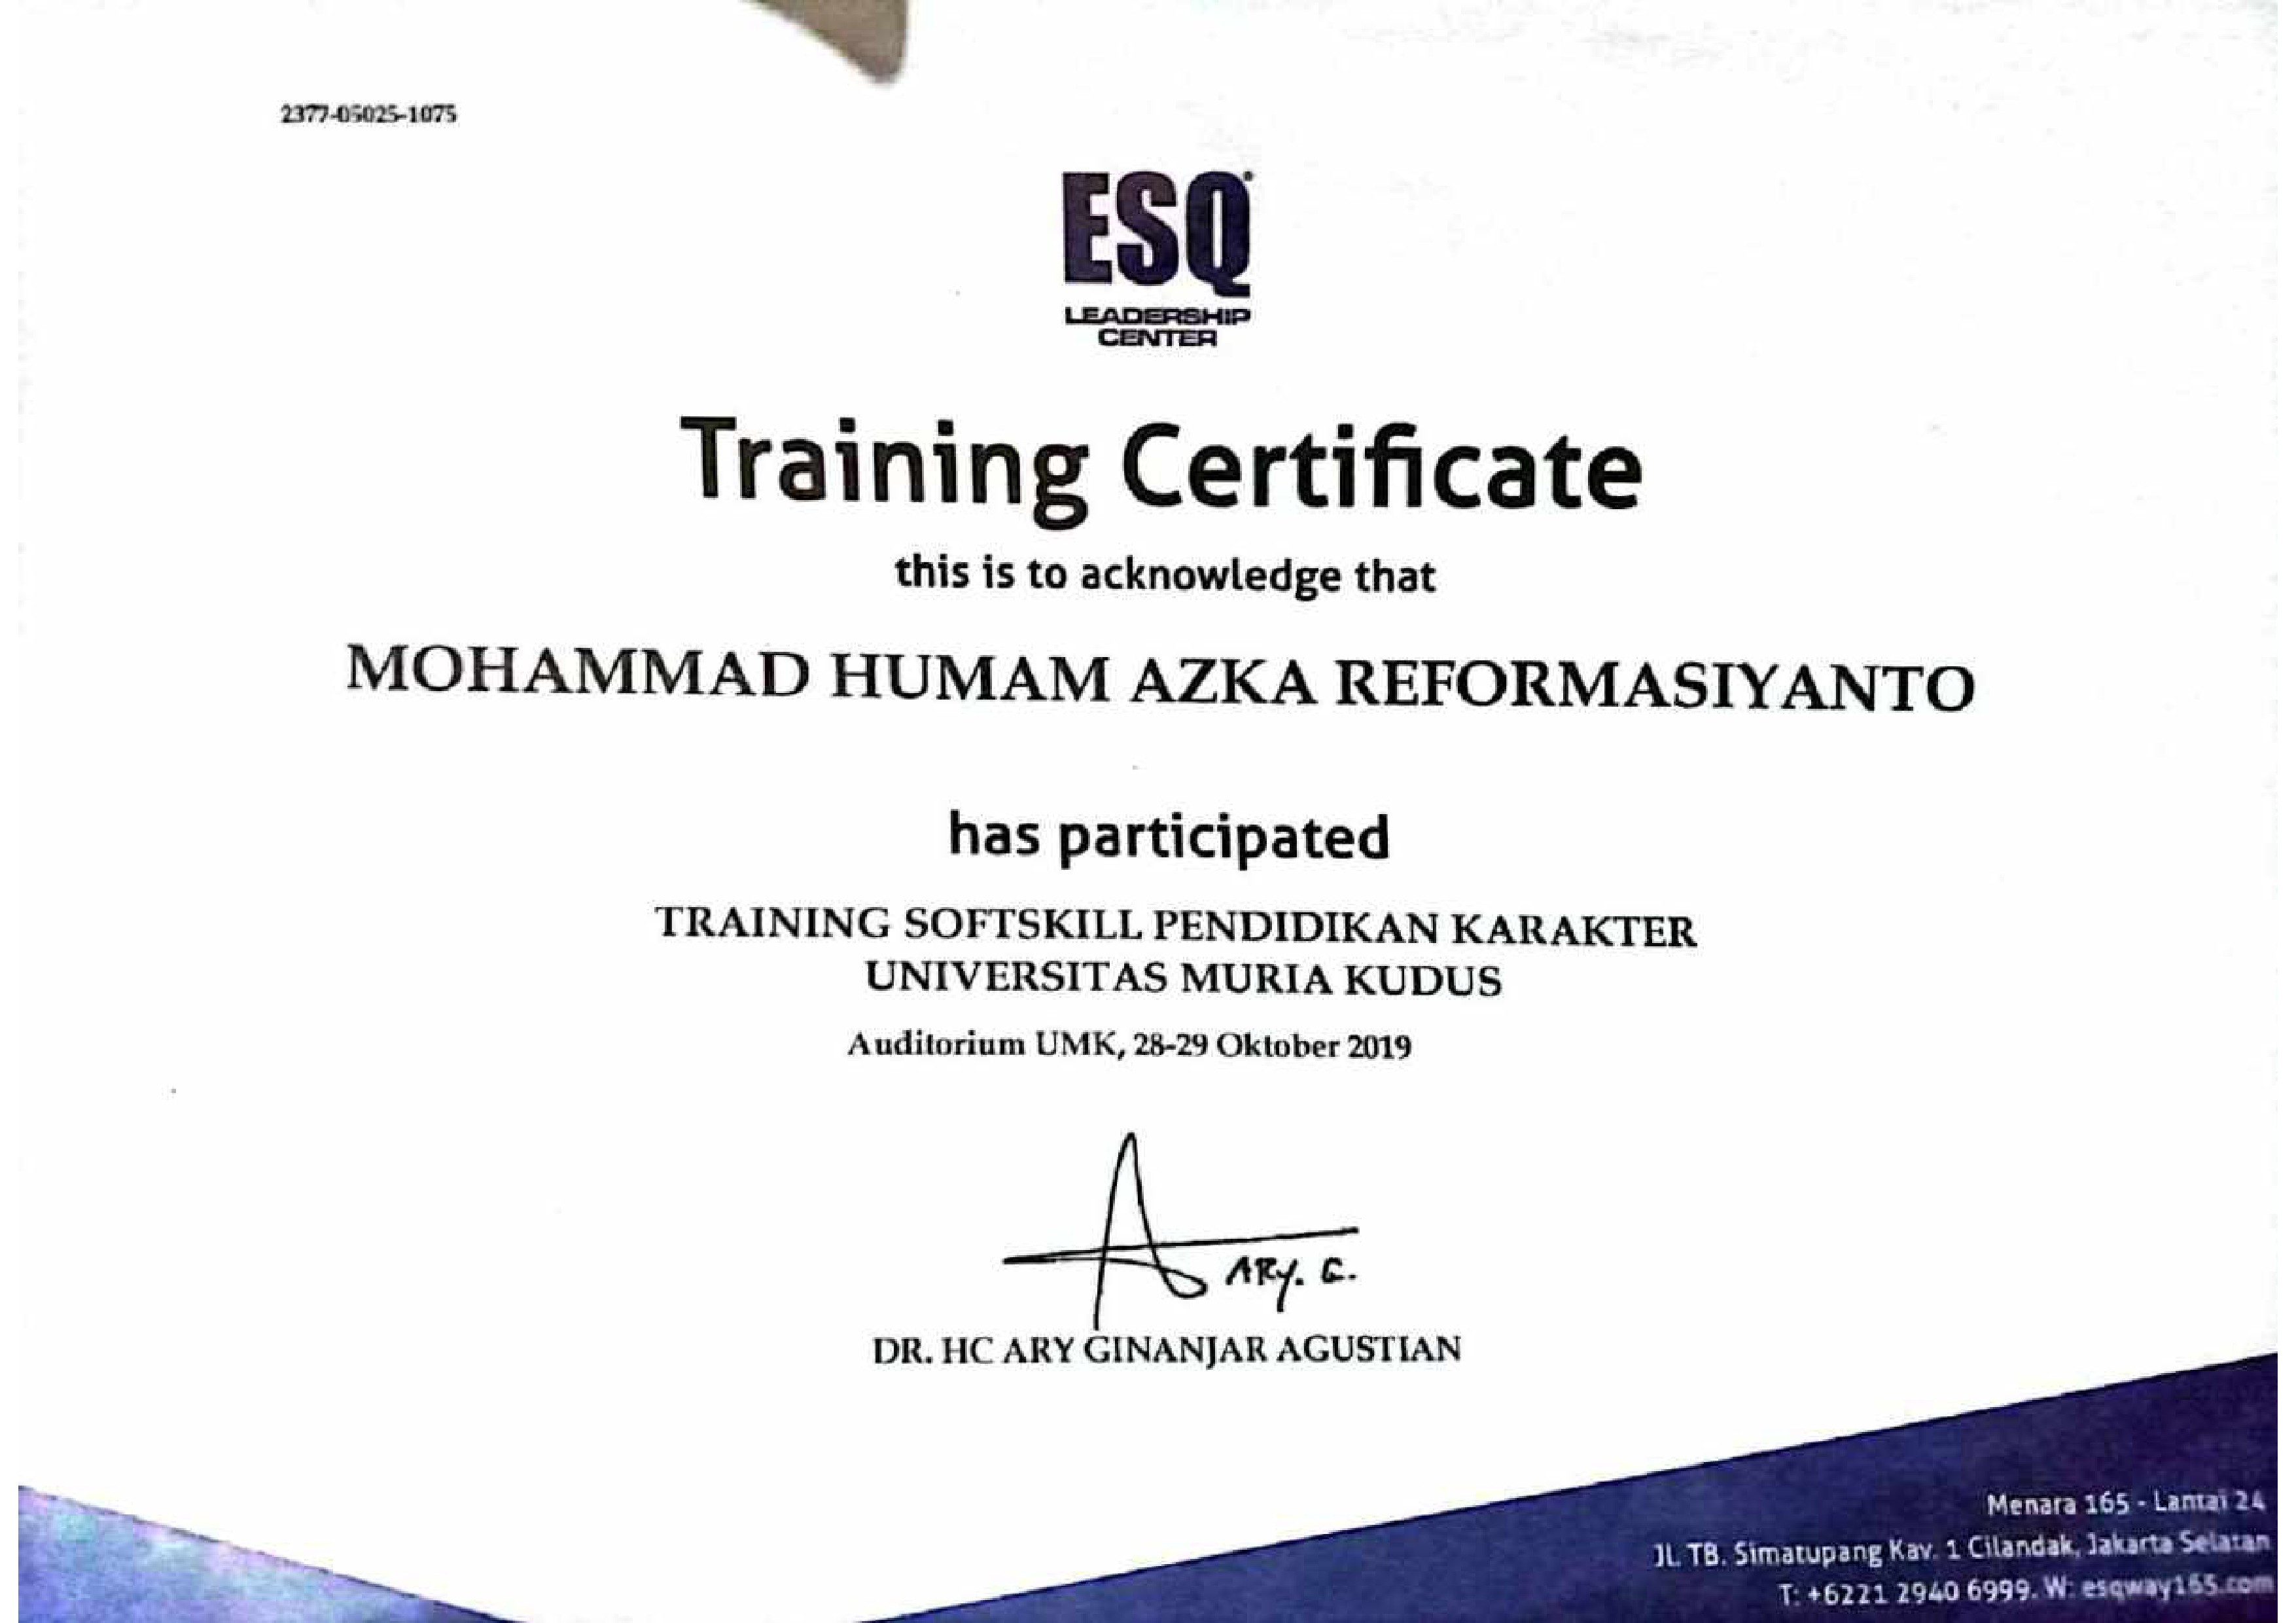 2377-05025-1075
ESQ
LEADERSHIP
CENTER
Training Certificate
this is to acknowledge that
MOHAMMAD HUMAM AZKA REFORMASIYANTO
has participated
TRAINING SOFTSKILL PENDIDIKAN KARAKTER
UNIVERSITAS MURIA KUDUS
Auditorium UMK, 28-29 Oktober 2019
ARY. G.
DR. HC ARY GINANJAR AGUSTIAN
Menara 165 - Lantai 24
Jl. TB. Simatupang Kav. 1 Cilandak, Jakarta Selatan
T: +6221 2940 6999. W: esqway165.com